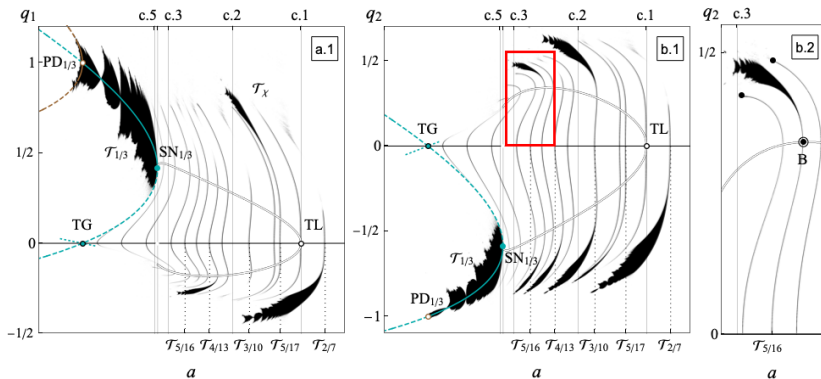 q₁ c.5 c.3 c.2 c.1
a.1
1
PD₁/₃
𝒯χ
𝒯₁/₃
1/2
SN₁/₃
TG
TL
0
−1/2
𝒯₅/₁₆ 𝒯₄/₁₃ 𝒯₃/₁₀ 𝒯₅/₁₇ 𝒯₂/₇
a
q₂ c.5 c.3 c.2 c.1
b.1
1/2
TG
TL
0
−1/2
𝒯₁/₃
SN₁/₃
PD₁/₃
−1
𝒯₅/₁₆ 𝒯₄/₁₃ 𝒯₃/₁₀ 𝒯₅/₁₇ 𝒯₂/₇
a
q₂ c.3
b.2
1/2
B
0
𝒯₅/₁₆
a